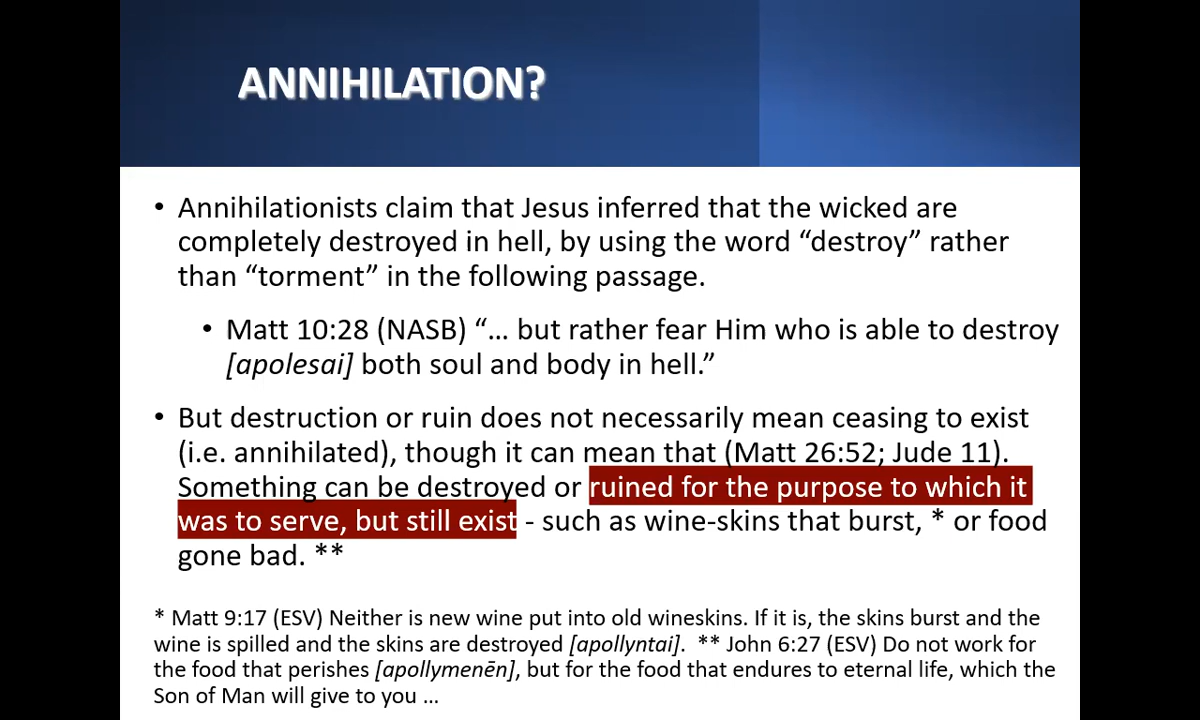 ANNIHILATION?
• Annihilationists claim that Jesus inferred that the wicked are
completely destroyed in hell, by using the word “destroy” rather
than “torment” in the following passage.
• Matt 10:28 (NASB) “… but rather fear Him who is able to destroy
[apolesai] both soul and body in hell.”
• But destruction or ruin does not necessarily mean ceasing to exist
(i.e. annihilated), though it can mean that (Matt 26:52; Jude 11).
Something can be destroyed or ruined for the purpose to which it
was to serve, but still exist - such as wine-skins that burst, * or food
gone bad. **
* Matt 9:17 (ESV) Neither is new wine put into old wineskins. If it is, the skins burst and the
wine is spilled and the skins are destroyed [apollyntai].  ** John 6:27 (ESV) Do not work for
the food that perishes [apollymenēn], but for the food that endures to eternal life, which the
Son of Man will give to you …